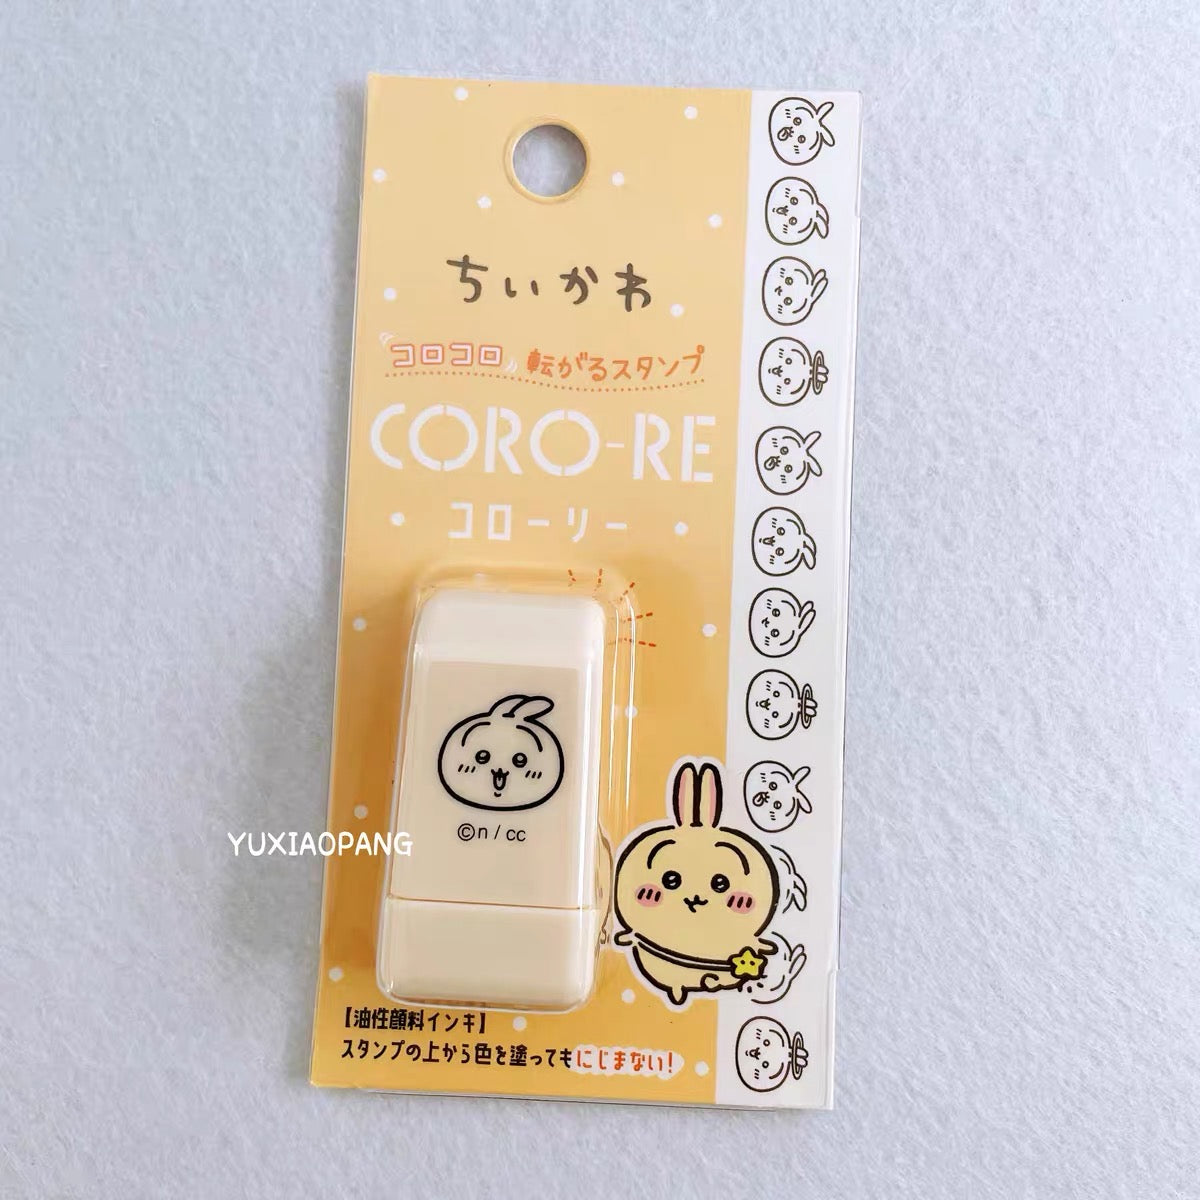 ちいかわ
コロコロ 転がるスタンプ
CORO-RE
コローリー
©n / cc
YUXIAOPANG
【油性顔料インキ】
スタンプの上から色を塗ってもにじまない!